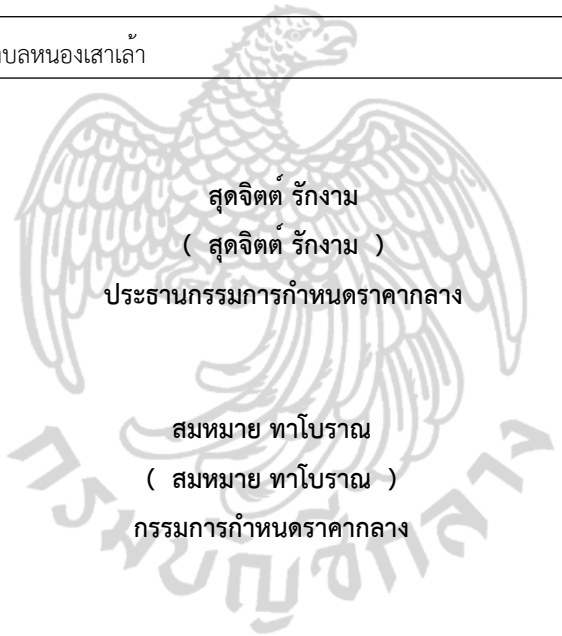 บลหนองเสาเล้า
สุดจิตต์ รักงาม
( สุดจิตต์ รักงาม )
ประธานกรรมการกำหนดราคากลาง
สมหมาย ทาโบราณ
( สมหมาย ทาโบราณ )
กรรมการกำหนดราคากลาง
กรมบัญชีกลาง